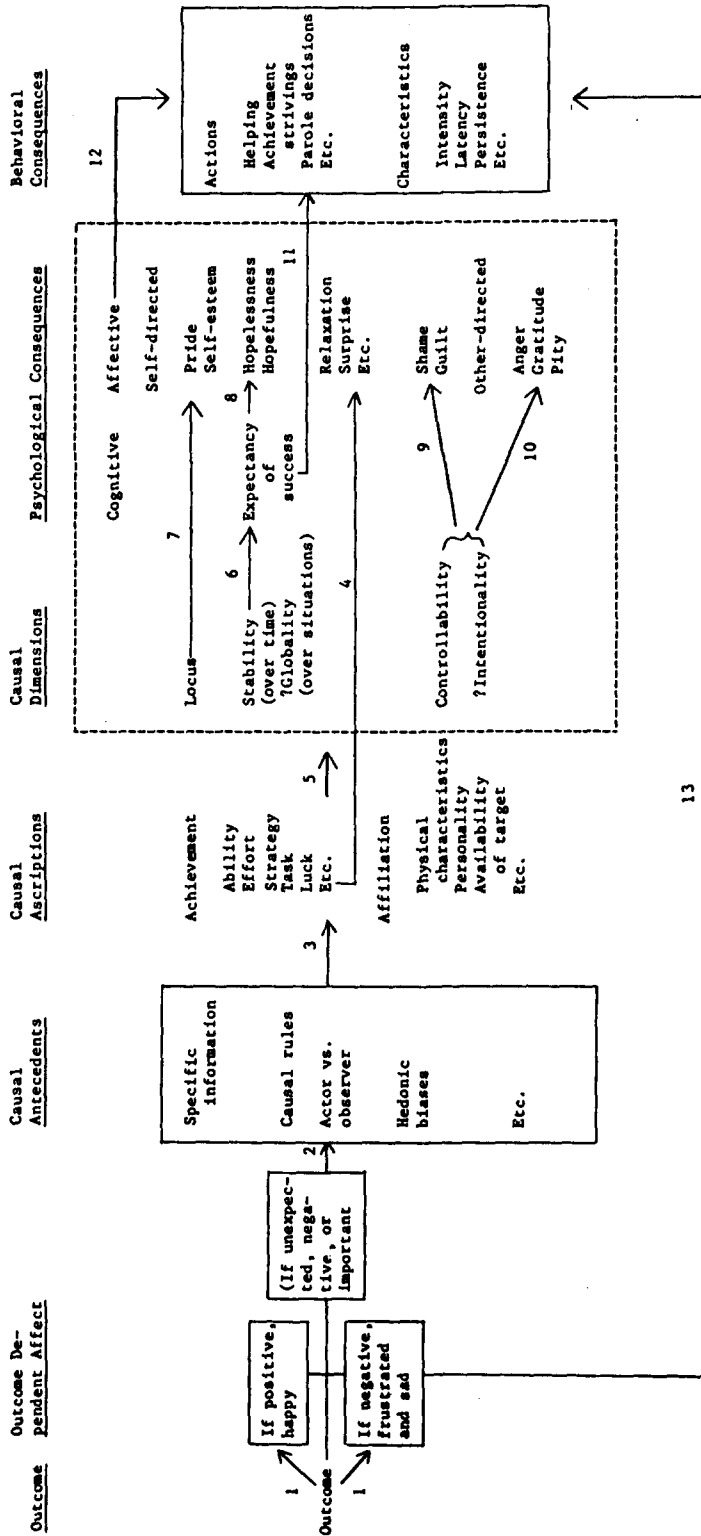 Outcome
Outcome De-
pendent Affect
Causal
Antecedents
Causal
Ascriptions
Causal
Dimensions
Psychological Consequences
Behavioral
Consequences
Outcome
1
1
If positive,
happy
If negative,
frustrated
and sad
(If unexpec-
ted, nega-
tive, or
important
2
Specific
information
Causal rules
Actor vs.
observer
Hedonic
biases
Etc.
3
Achievement
Ability
Effort
Strategy
Task
Luck
Etc.
Affiliation
Physical
characteristics
Personality
Availability
of target
Etc.
5
4
Locus
Stability
(over time)
?Globality
(over situations)
Controllability
?Intentionality
6
7
Cognitive
Expectancy
of
success
8
9
10
Affective
Self-directed
Pride
Self-esteem
Hopelessness
Hopefulness
Relaxation
Surprise
Etc.
Shame
Guilt
Other-directed
Anger
Gratitude
Pity
11
12
Actions
Helping
Achievement
strivings
Parole decisions
Etc.
Characteristics
Intensity
Latency
Persistence
Etc.
13